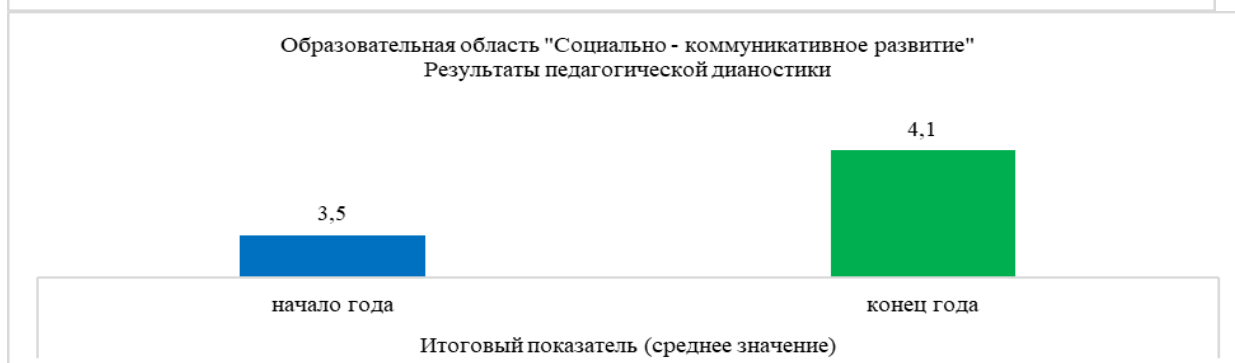 Образовательная область "Социально - коммуникативное развитие"
Результаты педагогической дианостики
4,1
3,5
начало года
конец года
Итоговый показатель (среднее значение)